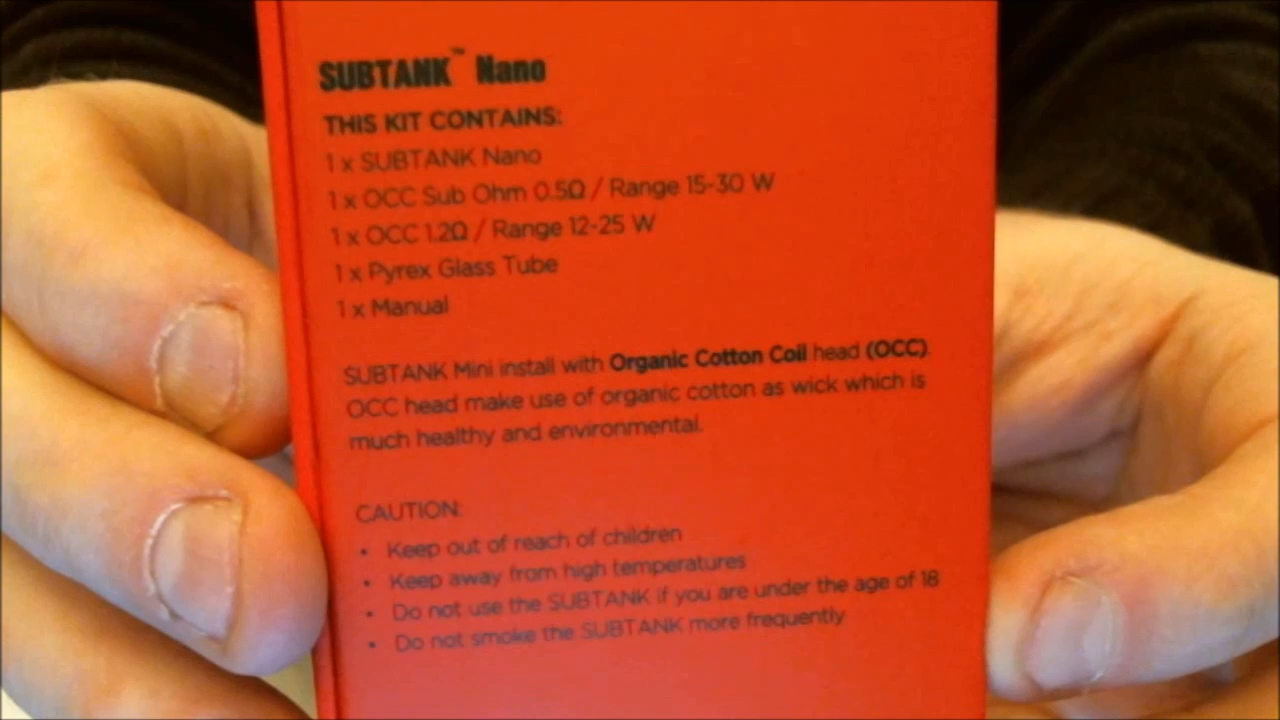 SUBTANK™ Nano
THIS KIT CONTAINS:
1 x SUBTANK Nano
1 x OCC Sub Ohm 0.5Ω / Range 15-30 W
1 x OCC 1.2Ω / Range 12-25 W
1 x Pyrex Glass Tube
1 x Manual
SUBTANK Mini install with Organic Cotton Coil head (OCC).
OCC head make use of organic cotton as wick which is
much healthy and environmental.
CAUTION:
• Keep out of reach of children
• Keep away from high temperatures
• Do not use the SUBTANK if you are under the age of 18
• Do not smoke the SUBTANK more frequently